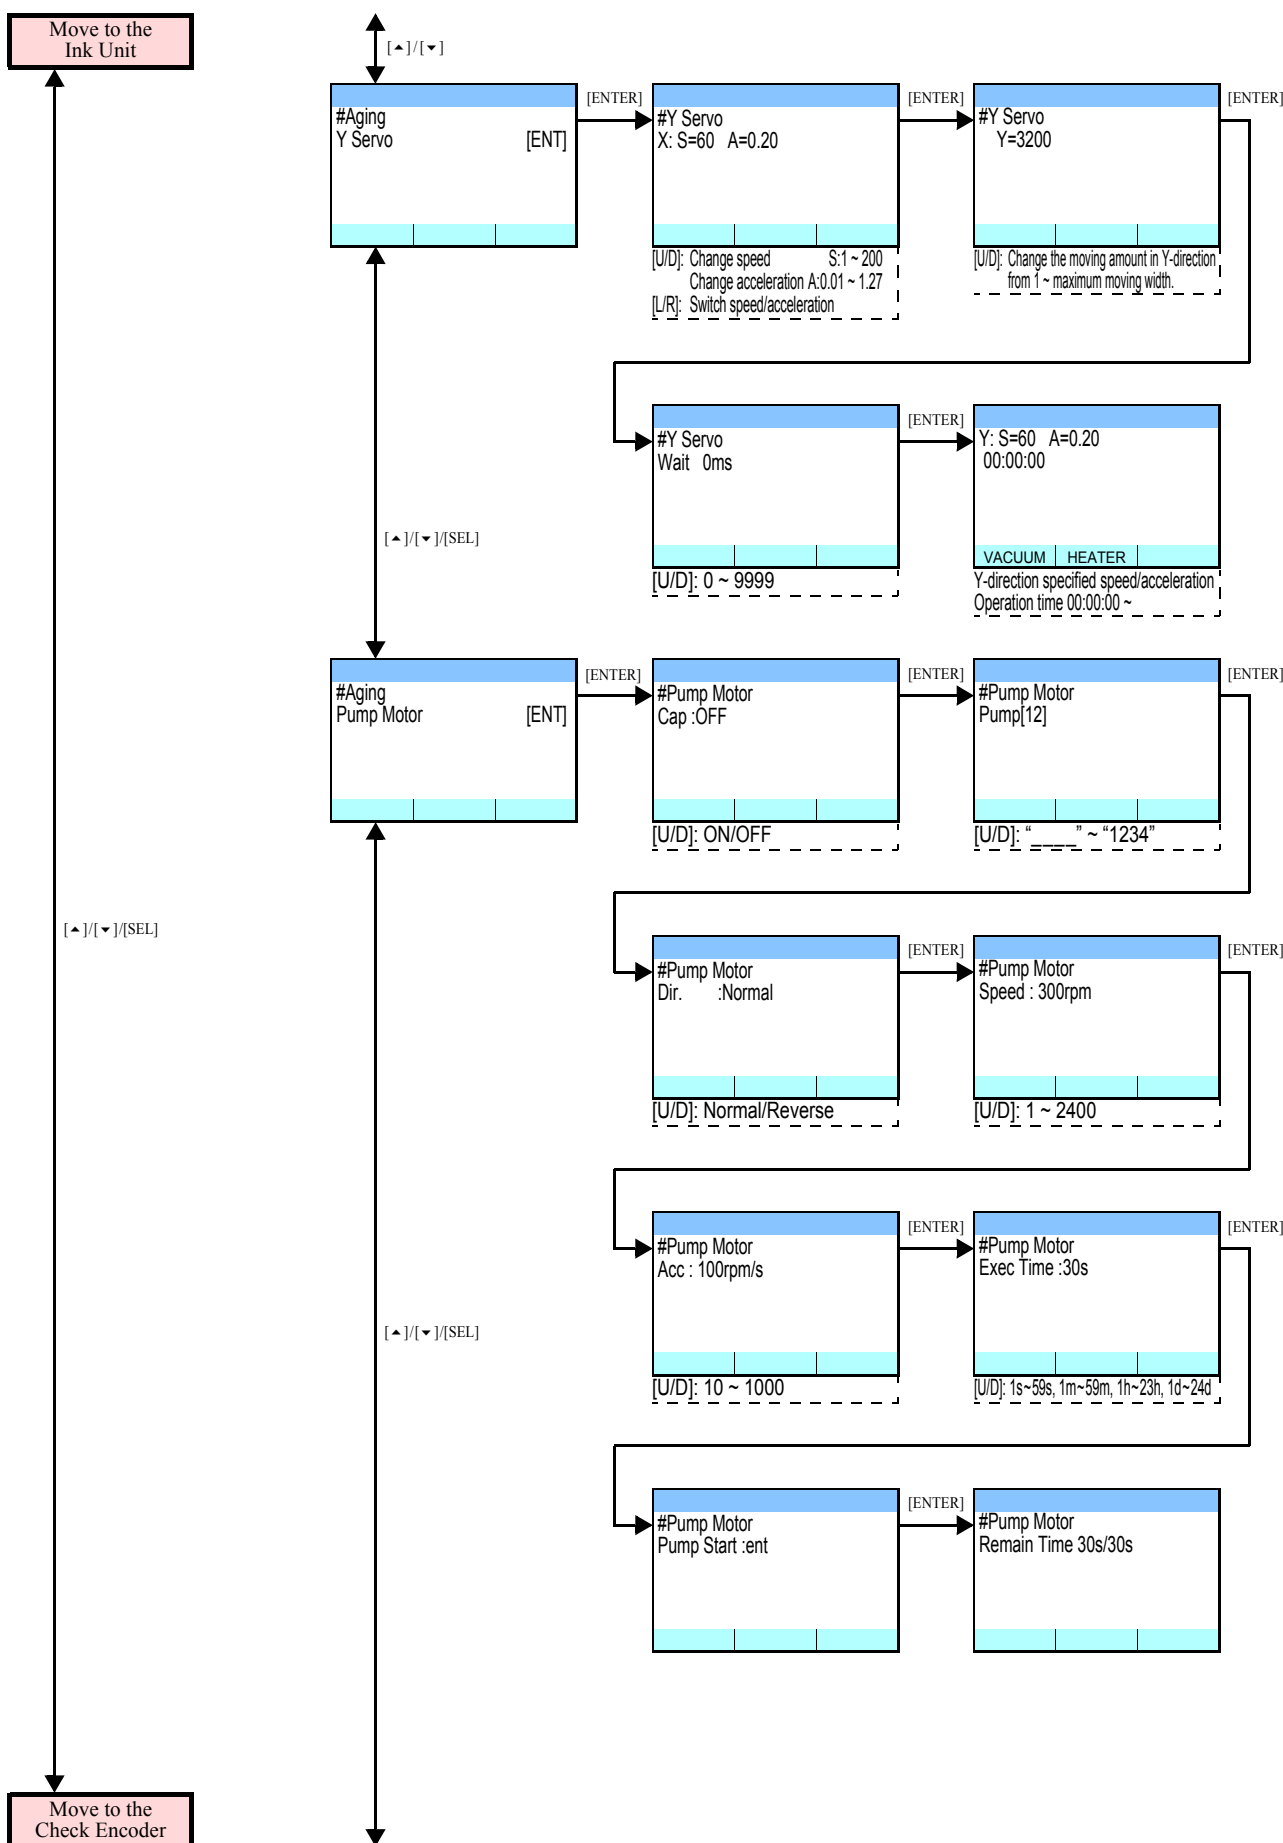 Move to the
Ink Unit
[▲]/[▼]
#Aging
Y Servo [ENT]
[ENTER]
#Y Servo
X: S=60 A=0.20
[U/D]: Change speed S:1 ~ 200
Change acceleration A:0.01 ~ 1.27
[L/R]: Switch speed/acceleration
[ENTER]
#Y Servo
Y=3200
[U/D]: Change the moving amount in Y-direction
from 1 ~ maximum moving width.
[ENTER]
#Y Servo
Wait 0ms
[U/D]: 0 ~ 9999
[ENTER]
Y: S=60 A=0.20
00:00:00
VACUUM HEATER
Y-direction specified speed/acceleration
Operation time 00:00:00 ~
[▲]/[▼]/[SEL]
#Aging
Pump Motor [ENT]
[ENTER]
#Pump Motor
Cap :OFF
[U/D]: ON/OFF
[ENTER]
#Pump Motor
Pump[12]
[U/D]: “____” ~ “1234”
[ENTER]
[▲]/[▼]/[SEL]
#Pump Motor
Dir. :Normal
[U/D]: Normal/Reverse
[ENTER]
#Pump Motor
Speed : 300rpm
[U/D]: 1 ~ 2400
[ENTER]
#Pump Motor
Acc : 100rpm/s
[U/D]: 10 ~ 1000
[ENTER]
#Pump Motor
Exec Time :30s
[U/D]: 1s~59s, 1m~59m, 1h~23h, 1d~24d
[ENTER]
[▲]/[▼]/[SEL]
#Pump Motor
Pump Start :ent
[ENTER]
#Pump Motor
Remain Time 30s/30s
Move to the
Check Encoder